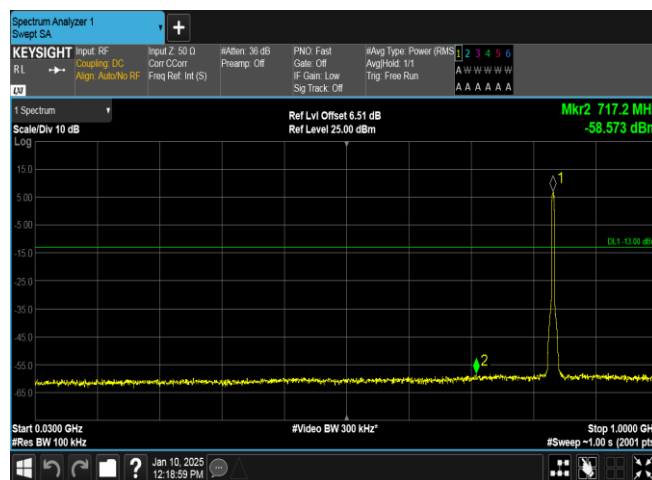 Spectrum Analyzer 1
Swept SA
+
KEYSIGHT
RL
LXI
Input: RF
Coupling: DC
Align: Auto/No RF
Input Z: 50 Ω
Corr CCorr
Freq Ref: Int (S)
#Atten: 36 dB
Preamp: Off
PNO: Fast
Gate: Off
IF Gain: Low
Sig Track: Off
#Avg Type: Power (RMS
Avg|Hold: 1/1
Trig: Free Run
1 2 3 4 5 6
A W W W W W
A A A A A A
1 Spectrum
Scale/Div 10 dB
Log
Ref Lvl Offset 6.51 dB
Ref Level 25.00 dBm
Mkr2 717.2 MH
-58.573 dBr
15.0
5.00
-5.00
-15.0
-25.0
-35.0
-45.0
-55.0
-65.0
1
DL1 -13.00 dB
2
Start 0.0300 GHz
#Res BW 100 kHz
#Video BW 300 kHz*
Stop 1.0000 GH
#Sweep ~1.00 s (2001 pts
?
Jan 10, 2025
12:18:59 PM